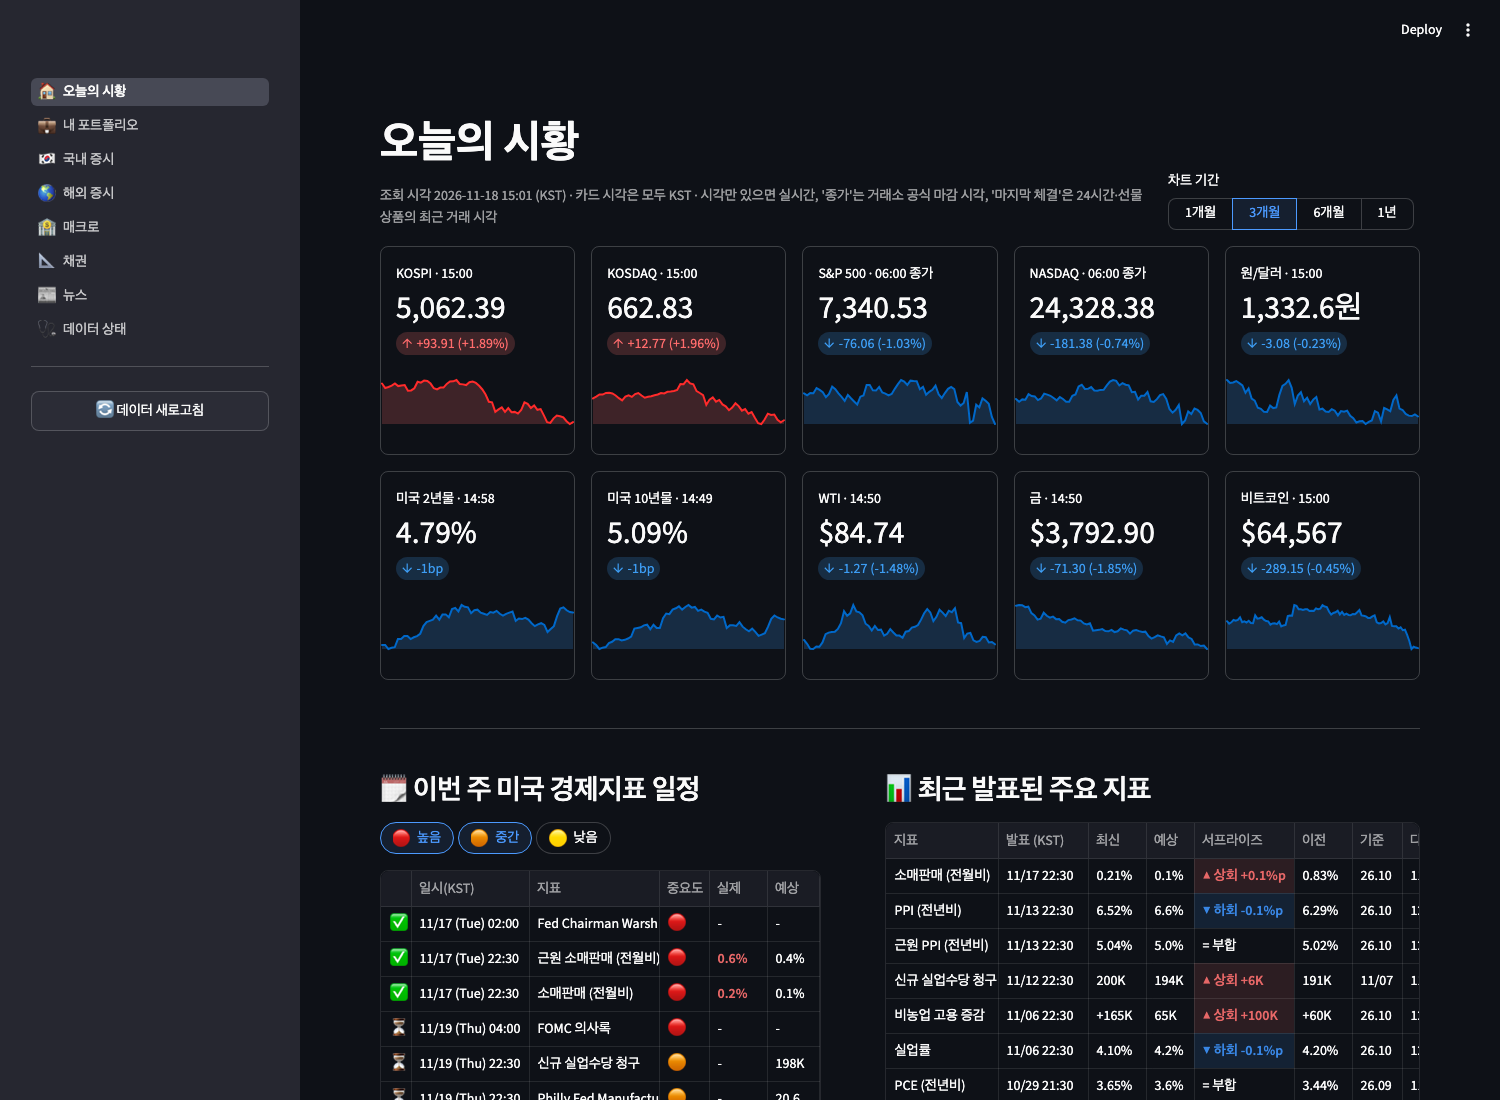 Deploy
오늘의 시황
내 포트폴리오
국내 증시
해외 증시
매크로
채권
뉴스
데이터 상태
데이터 새로고침
오늘의 시황
조회 시각 2026-11-18 15:01 (KST) · 카드 시각은 모두 KST · 시각만 있으면 실시간, '종가'는 거래소 공식 마감 시각, '마지막 체결'은 24시간·선물
상품의 최근 거래 시각
차트 기간
1개월 3개월 6개월 1년
KOSPI · 15:00
5,062.39
↑ +93.91 (+1.89%)
KOSDAQ · 15:00
662.83
↑ +12.77 (+1.96%)
S&P 500 · 06:00 종가
7,340.53
↓ -76.06 (-1.03%)
NASDAQ · 06:00 종가
24,328.38
↓ -181.38 (-0.74%)
원/달러 · 15:00
1,332.6원
↓ -3.08 (-0.23%)
미국 2년물 · 14:58
4.79%
↓ -1bp
미국 10년물 · 14:49
5.09%
↓ -1bp
WTI · 14:50
$84.74
↓ -1.27 (-1.48%)
금 · 14:50
$3,792.90
↓ -71.30 (-1.85%)
비트코인 · 15:00
$64,567
↓ -289.15 (-0.45%)
이번 주 미국 경제지표 일정
높음 중간 낮음
일시(KST) 지표 중요도 실제 예상
11/17 (Tue) 02:00 Fed Chairman Warsh - -
11/17 (Tue) 22:30 근원 소매판매 (전월비) 0.6% 0.4%
11/17 (Tue) 22:30 소매판매 (전월비) 0.2% 0.1%
11/19 (Thu) 04:00 FOMC 의사록 - -
11/19 (Thu) 22:30 신규 실업수당 청구 - 198K
11/19 (Thu) 22:30 Philly Fed Manufactu - 20.6
최근 발표된 주요 지표
지표 발표 (KST) 최신 예상 서프라이즈 이전 기준
소매판매 (전월비) 11/17 22:30 0.21% 0.1% ▲ 상회 +0.1%p 0.83% 26.10
PPI (전년비) 11/13 22:30 6.52% 6.6% ▼ 하회 -0.1%p 6.29% 26.10
근원 PPI (전년비) 11/13 22:30 5.04% 5.0% = 부합 5.02% 26.10
신규 실업수당 청구 11/12 22:30 200K 194K ▲ 상회 +6K 191K 11/07
비농업 고용 증감 11/06 22:30 +165K 65K ▲ 상회 +100K +60K 26.10
실업률 11/06 22:30 4.10% 4.2% ▼ 하회 -0.1%p 4.20% 26.10
PCE (전년비) 10/29 21:30 3.65% 3.6% = 부합 3.44% 26.09